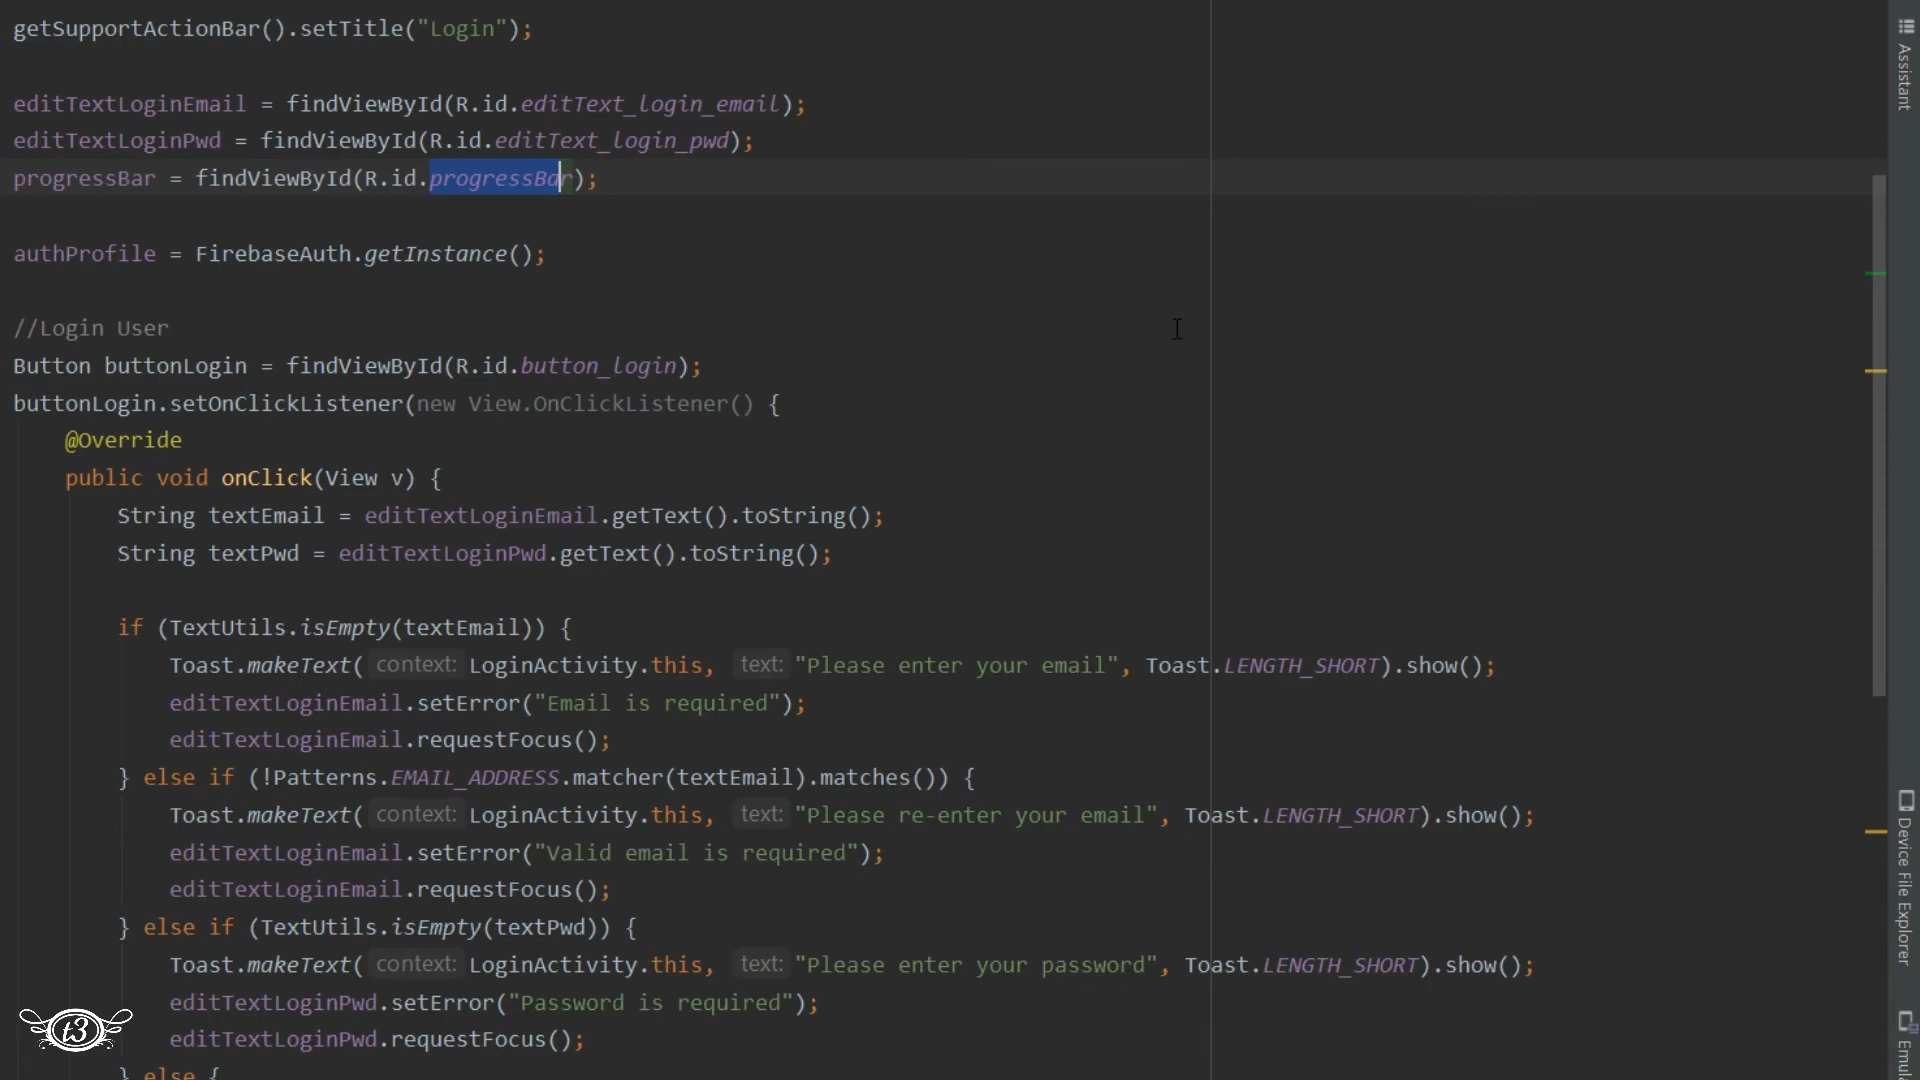 getSupportActionBar().setTitle("Login");
editTextLoginEmail = findViewById(R.id.editText_login_email);
editTextLoginPwd = findViewById(R.id.editText_login_pwd);
progressBar = findViewById(R.id.progressBar);
authProfile = FirebaseAuth.getInstance();
//Login User
Button buttonLogin = findViewById(R.id.button_login);
buttonLogin.setOnClickListener(new View.OnClickListener() {
@Override
public void onClick(View v) {
String textEmail = editTextLoginEmail.getText().toString();
String textPwd = editTextLoginPwd.getText().toString();
if (TextUtils.isEmpty(textEmail)) {
Toast.makeText( context: LoginActivity.this, text: "Please enter your email", Toast.LENGTH_SHORT).show();
editTextLoginEmail.setError("Email is required");
editTextLoginEmail.requestFocus();
} else if (!Patterns.EMAIL_ADDRESS.matcher(textEmail).matches()) {
Toast.makeText( context: LoginActivity.this, text: "Please re-enter your email", Toast.LENGTH_SHORT).show();
editTextLoginEmail.setError("Valid email is required");
editTextLoginEmail.requestFocus();
} else if (TextUtils.isEmpty(textPwd)) {
Toast.makeText( context: LoginActivity.this, text: "Please enter your password", Toast.LENGTH_SHORT).show();
editTextLoginPwd.setError("Password is required");
editTextLoginPwd.requestFocus();
} else {
t3
Assistant
Device File Explorer
Emul